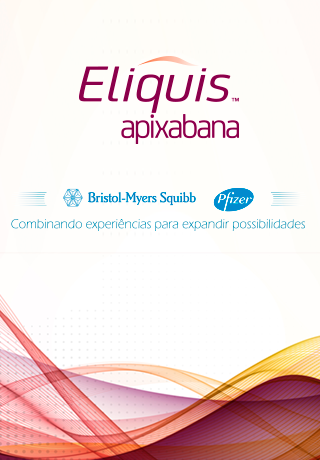 Eliquis™
apixabana
Bristol-Myers Squibb Pfizer
Combinando experiências para expandir possibilidades